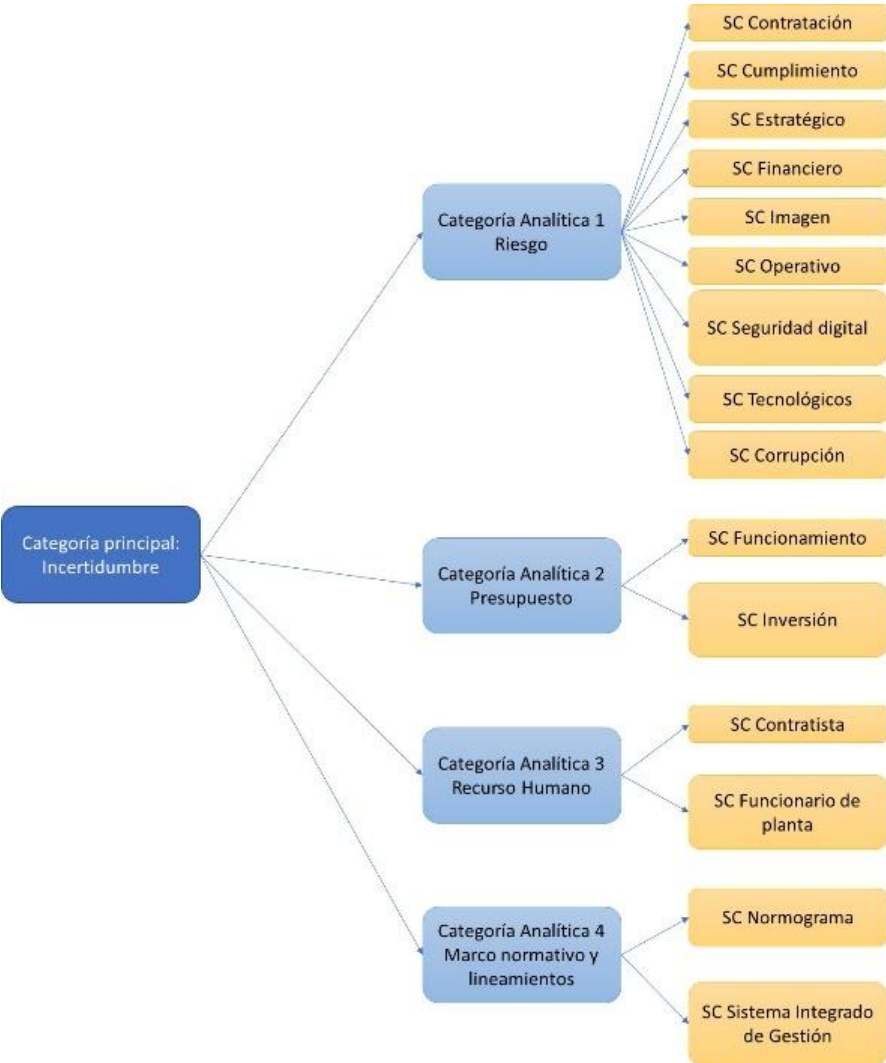 Categoría principal:
Incertidumbre
Categoría Analítica 1
Riesgo
SC Contratación
SC Cumplimiento
SC Estratégico
SC Financiero
SC Imagen
SC Operativo
SC Seguridad digital
SC Tecnológicos
SC Corrupción
Categoría Analítica 2
Presupuesto
SC Funcionamiento
SC Inversión
Categoría Analítica 3
Recurso Humano
SC Contratista
SC Funcionario de
planta
Categoría Analítica 4
Marco normativo y
lineamientos
SC Normograma
SC Sistema Integrado
de Gestión